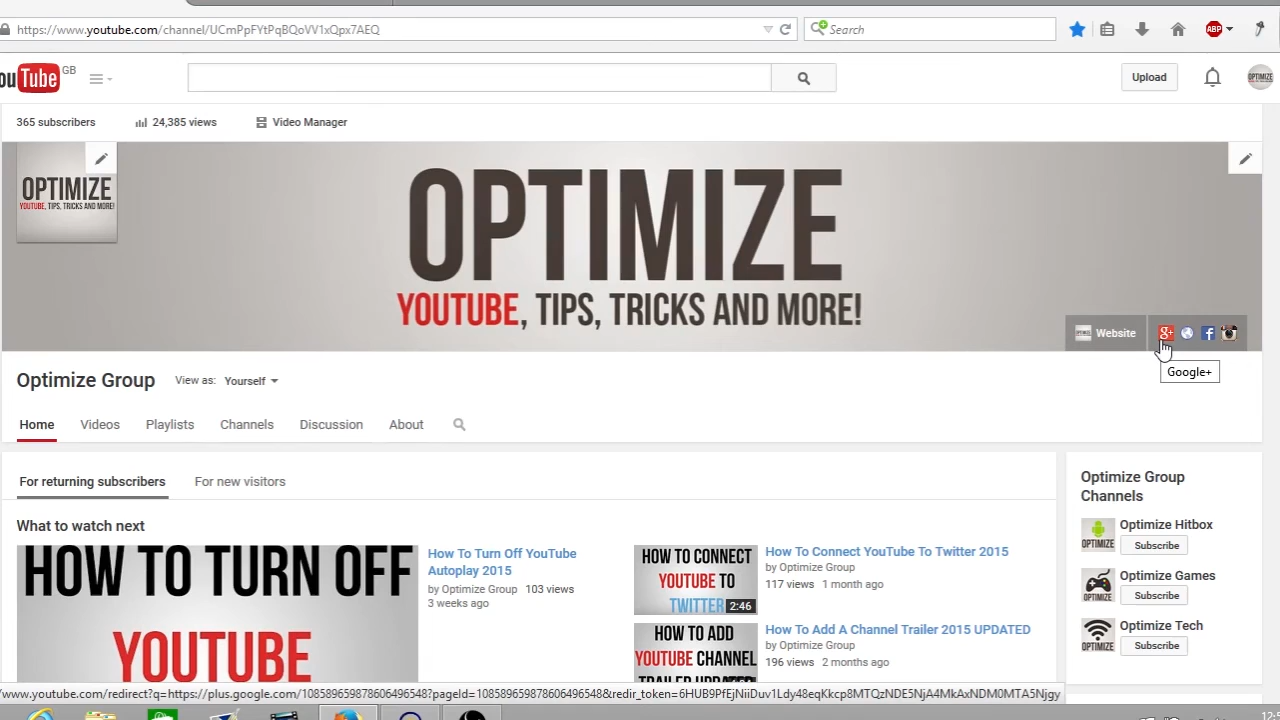 https://www.youtube.com/channel/UCmPpFYtPqBQoVV1xQpx7AEQ
Search
ABP
ouTube GB
Upload
OPTIMIZE
365 subscribers 24,385 views Video Manager
OPTIMIZE
YOUTUBE, TIPS, TRICKS AND MORE!
OPTIMIZE
YOUTUBE, TIPS, TRICKS AND MORE!
Website g+ f
Google+
Optimize Group View as: Yourself
Home Videos Playlists Channels Discussion About
For returning subscribers For new visitors
What to watch next
HOW TO TURN OFF
YOUTUBE
How To Turn Off YouTube
Autoplay 2015
by Optimize Group 103 views
3 weeks ago
HOW TO CONNECT
YOUTUBE TO
TWITTER 2:46
How To Connect YouTube To Twitter 2015
by Optimize Group
117 views 1 month ago
HOW TO ADD
YOUTUBE CHANNEL
How To Add A Channel Trailer 2015 UPDATED
by Optimize Group
196 views 2 months ago
Optimize Group
Channels
OPTIMIZE
Optimize Hitbox
Subscribe
OPTIMIZE
Optimize Games
Subscribe
OPTIMIZE
Optimize Tech
Subscribe
/www.youtube.com/redirect?q=https://plus.google.com/108589659878606496548?pageId=108589659878606496548&redir_token=6HUB9PfEjNiiDuv1Ldy48eqKkcp8MTQzNDE5NjA4MkAxNDM0MTA5Njgy